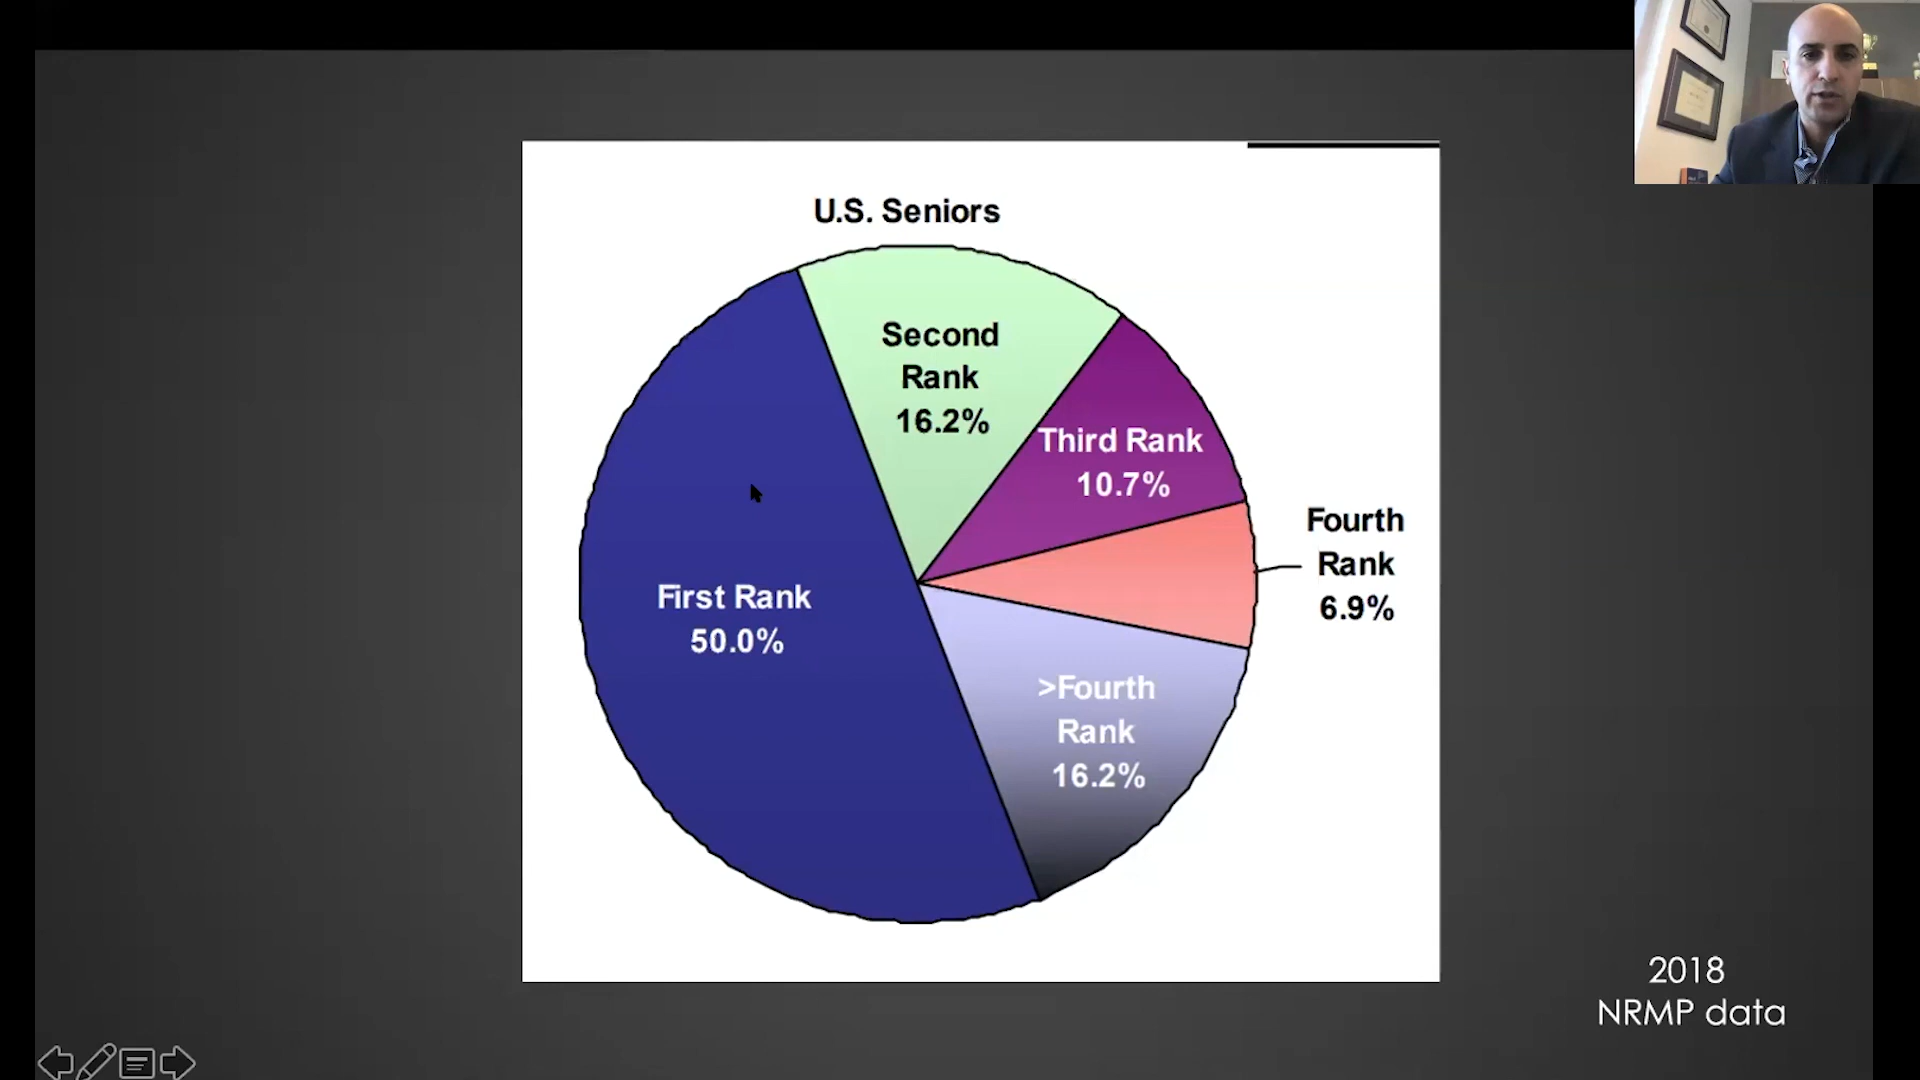 U.S. Seniors
Second
Rank
16.2%
Third Rank
10.7%
Fourth
Rank
6.9%
First Rank
50.0%
>Fourth
Rank
16.2%
2018
NRMP data